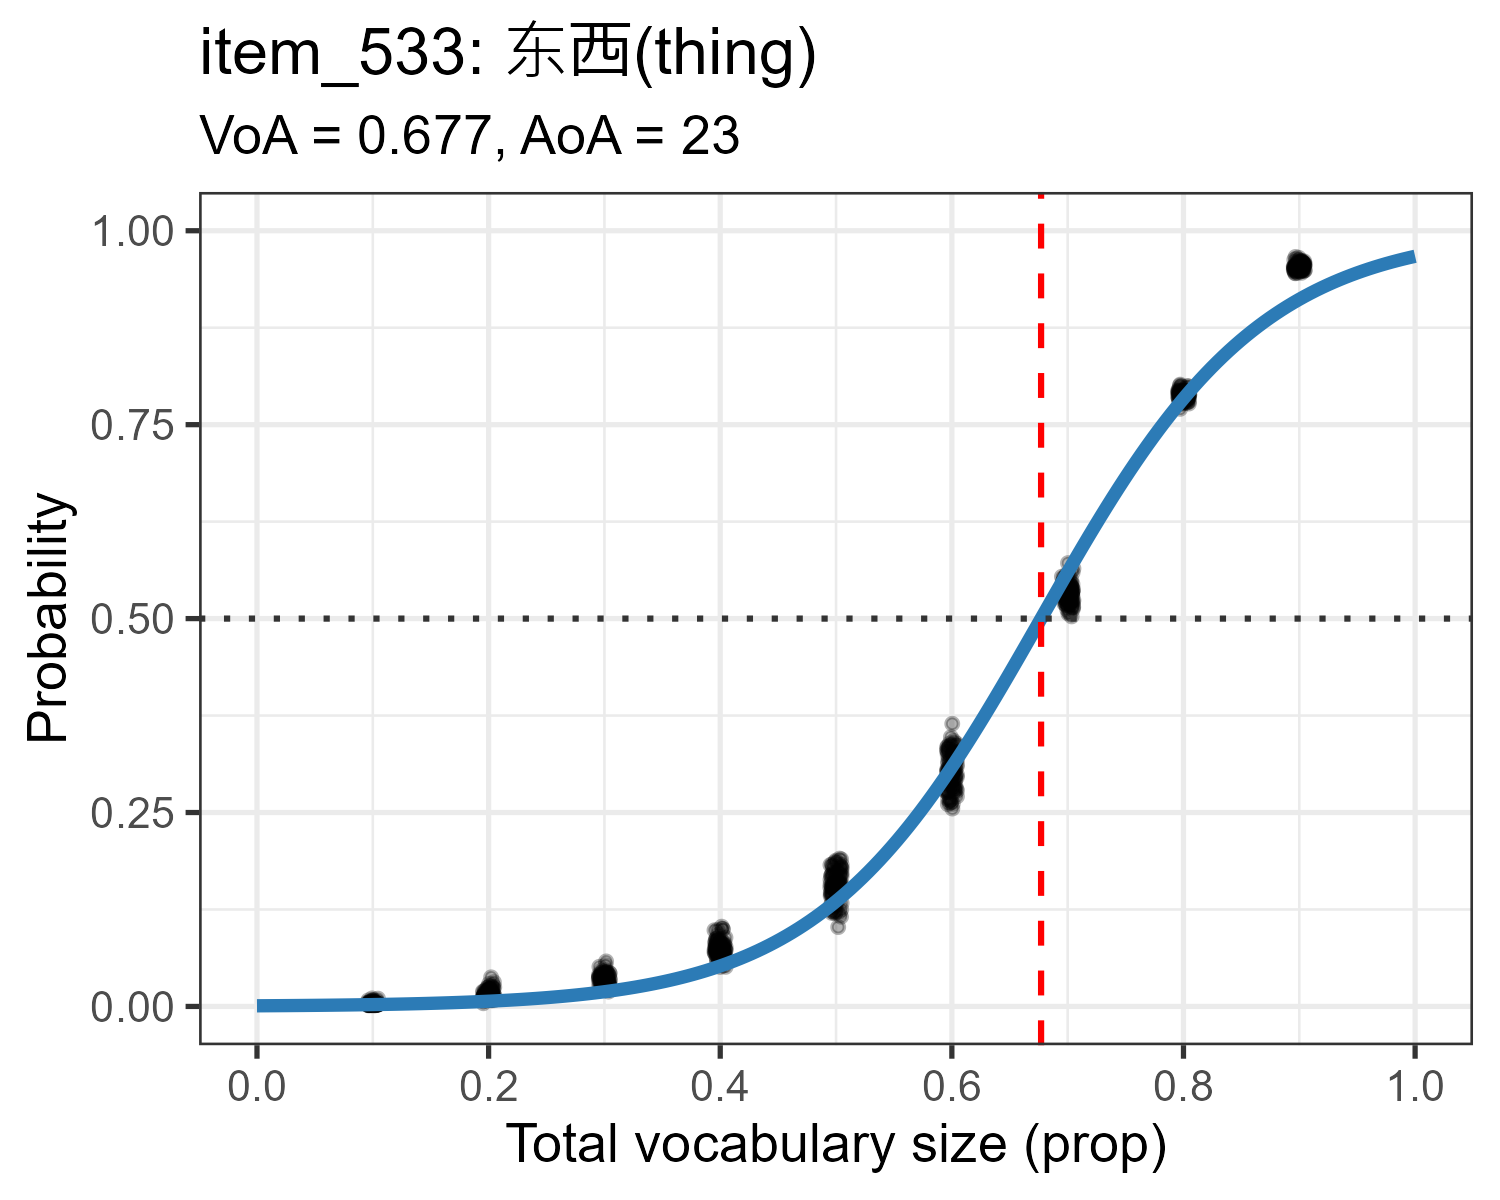 item_533: 东西(thing)
VoA = 0.677, AoA = 23
Probability
1.00
0.75
0.50
0.25
0.00
0.0 0.2 0.4 0.6 0.8 1.0
Total vocabulary size (prop)